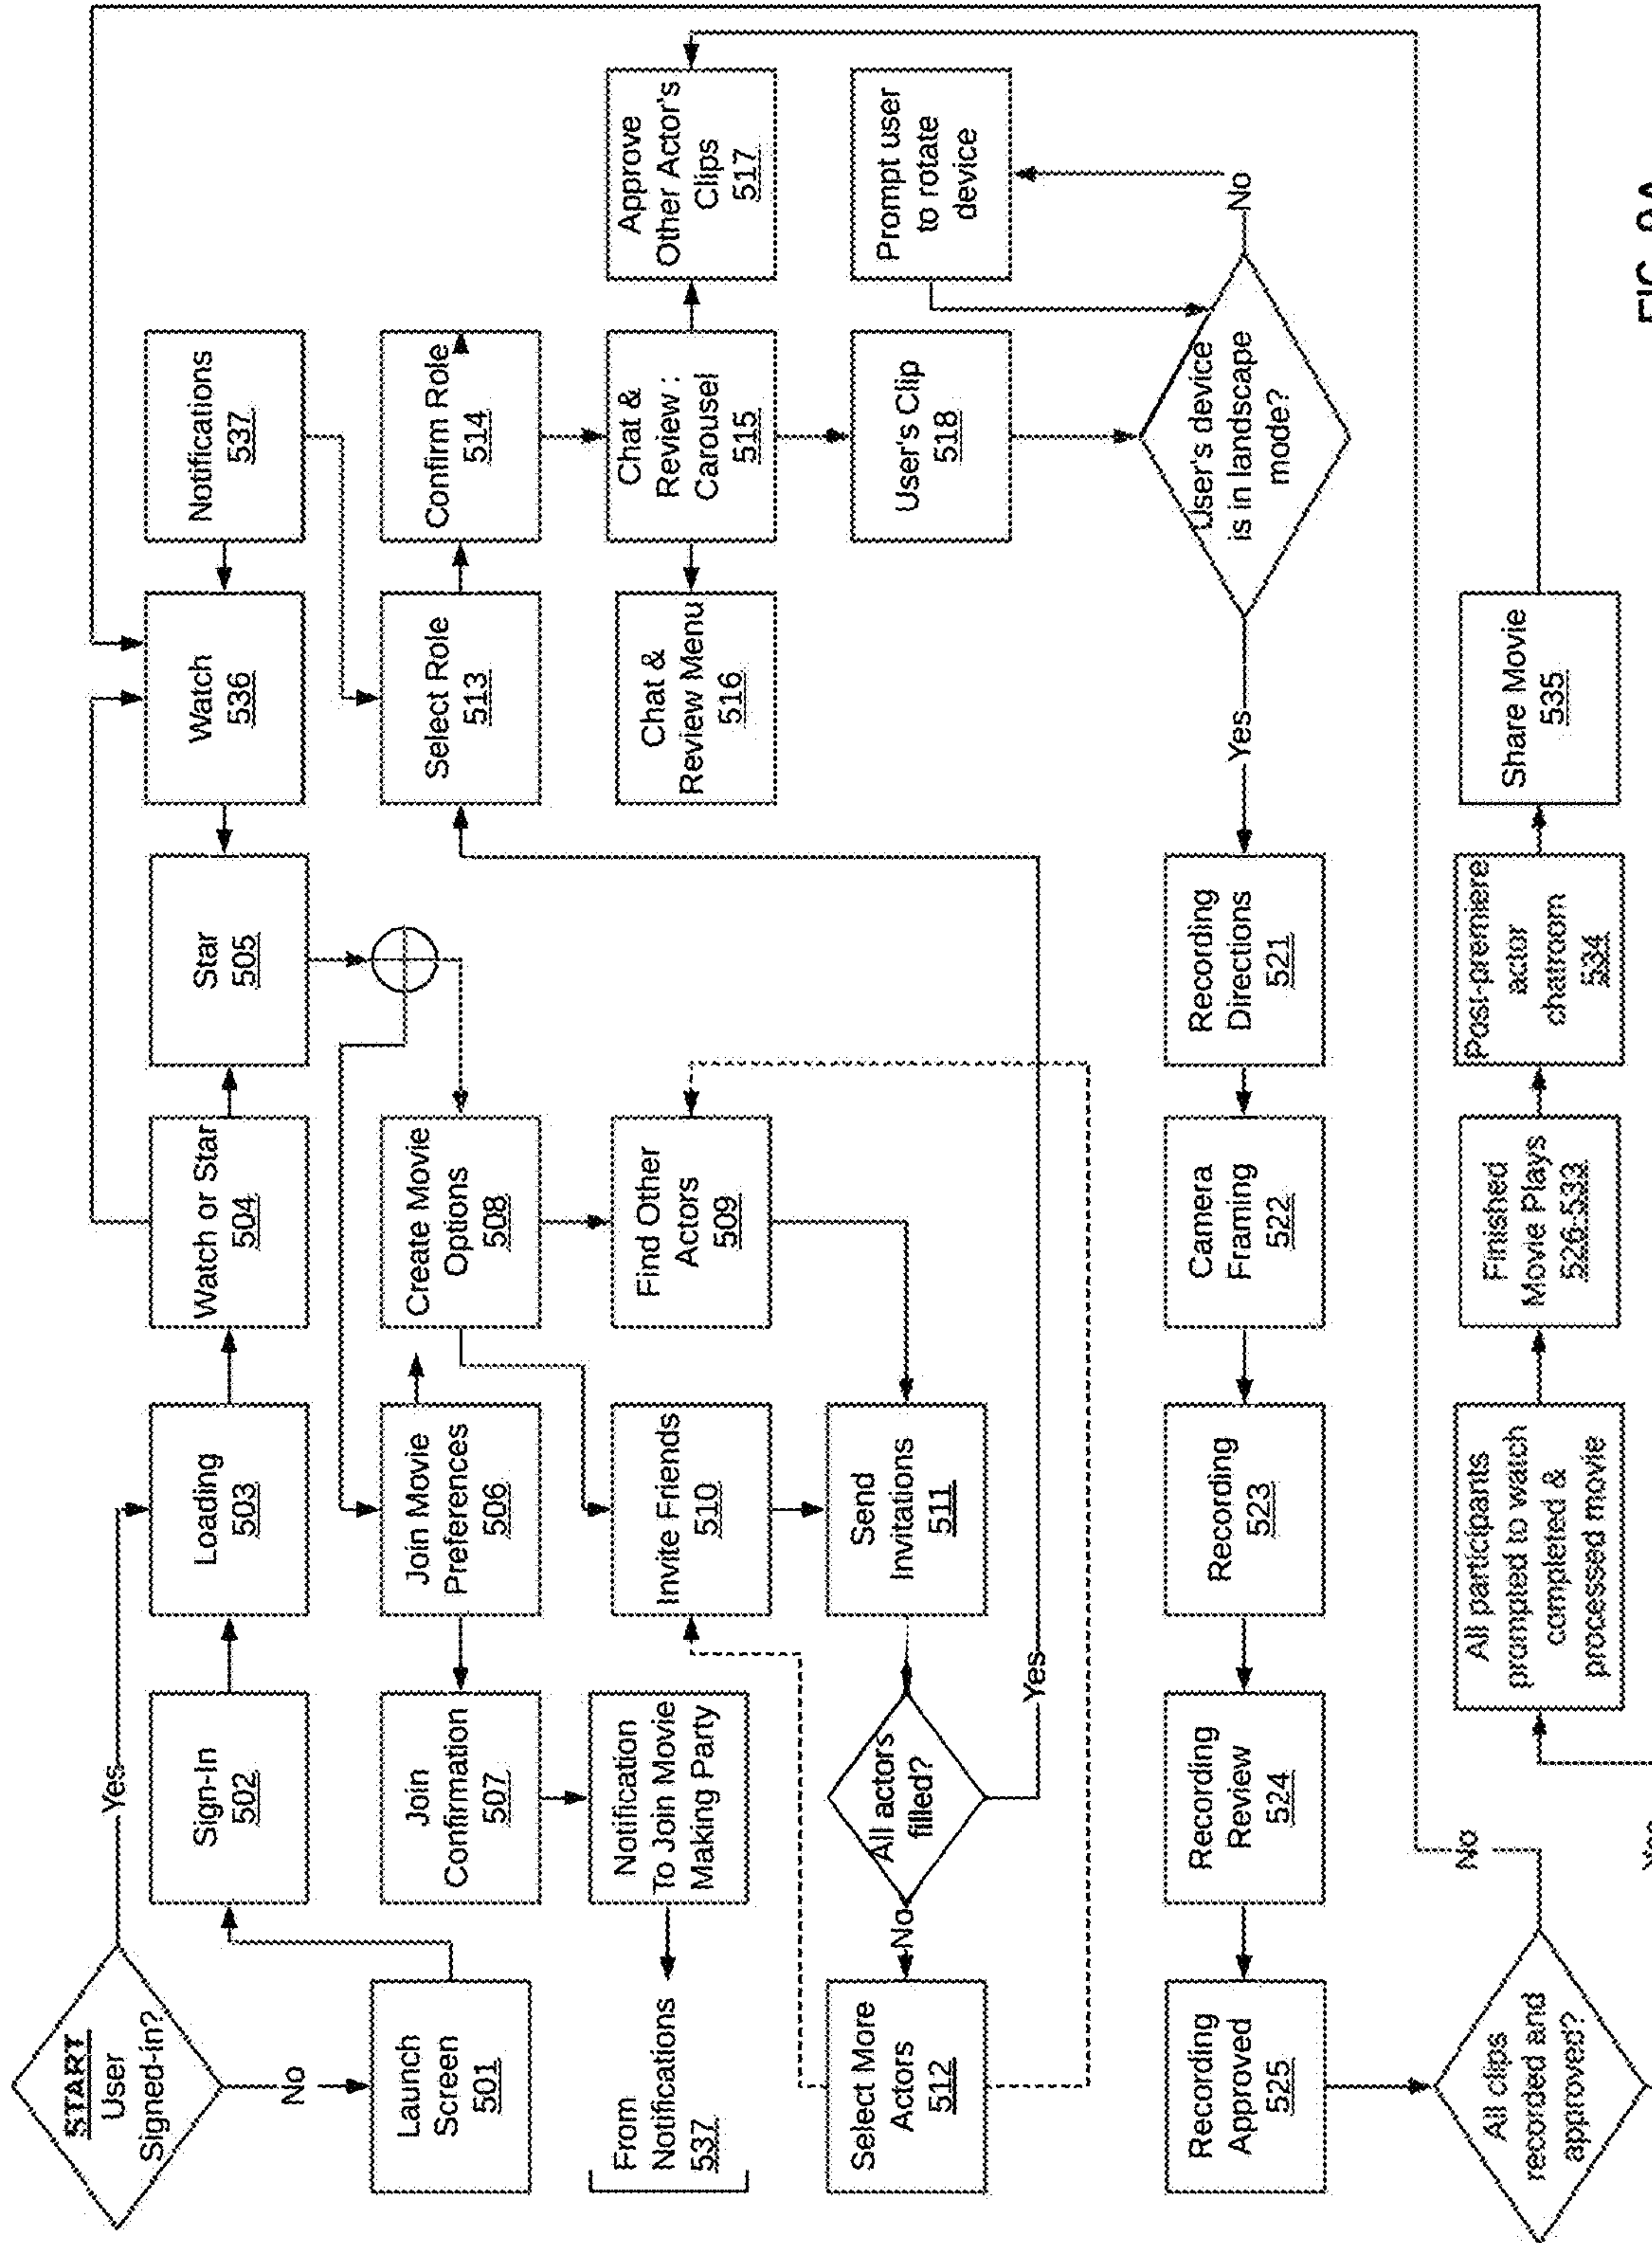 START
User
Signed-in?
Yes
No
Launch
Screen
501
Sign-In
502
Loading
503
Watch or Star
504
Star
505
Watch
536
Notifications
537
Join
Confirmation
507
Join Movie
Preferences
506
Create Movie
Options
508
Select Role
513
Confirm Role
514
From
Notifications
537
Notification
To Join Movie
Making Party
Invite Friends
510
Find Other
Actors
509
Chat &
Review Menu
516
Chat &
Review :
Carousel
515
Approve
Other Actor's
Clips
517
Select More
Actors
512
No
All actors
filled?
Yes
Send
Invitations
511
User's Clip
518
Prompt user
to rotate
device
Recording
Approved
525
Recording
Review
524
Recording
523
Camera
Framing
522
Recording
Directions
521
Yes
User's device
is in landscape
mode?
No
All clips
recorded and
approved?
No
All participants
prompted to watch
completed &
processed movie
Finished
Movie Plays
526-533
Post-premiere
actor
chatroom
534
Share Movie
535